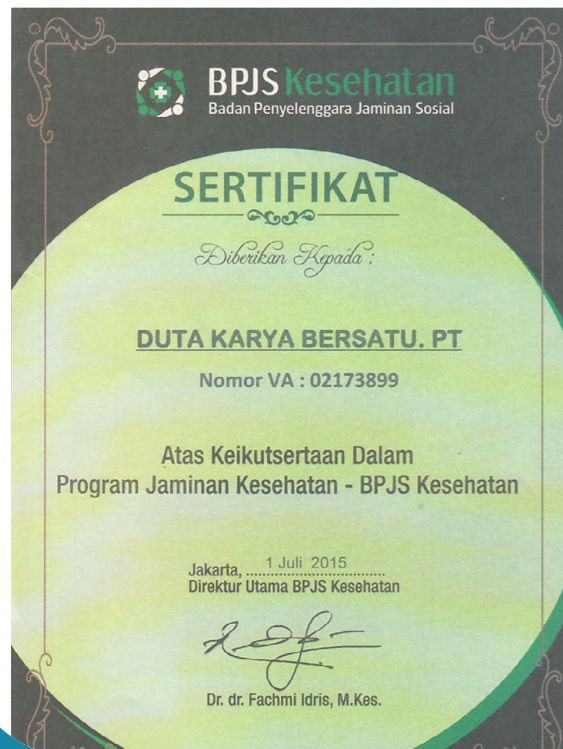 BPJS Kesehatan
Badan Penyelenggara Jaminan Sosial
SERTIFIKAT
Diberikan Kepada :
DUTA KARYA BERSATU. PT
Nomor VA : 02173899
Atas Keikutsertaan Dalam
Program Jaminan Kesehatan - BPJS Kesehatan
Jakarta, 1 Juli 2015
Direktur Utama BPJS Kesehatan
Dr. dr. Fachmi Idris, M.Kes.